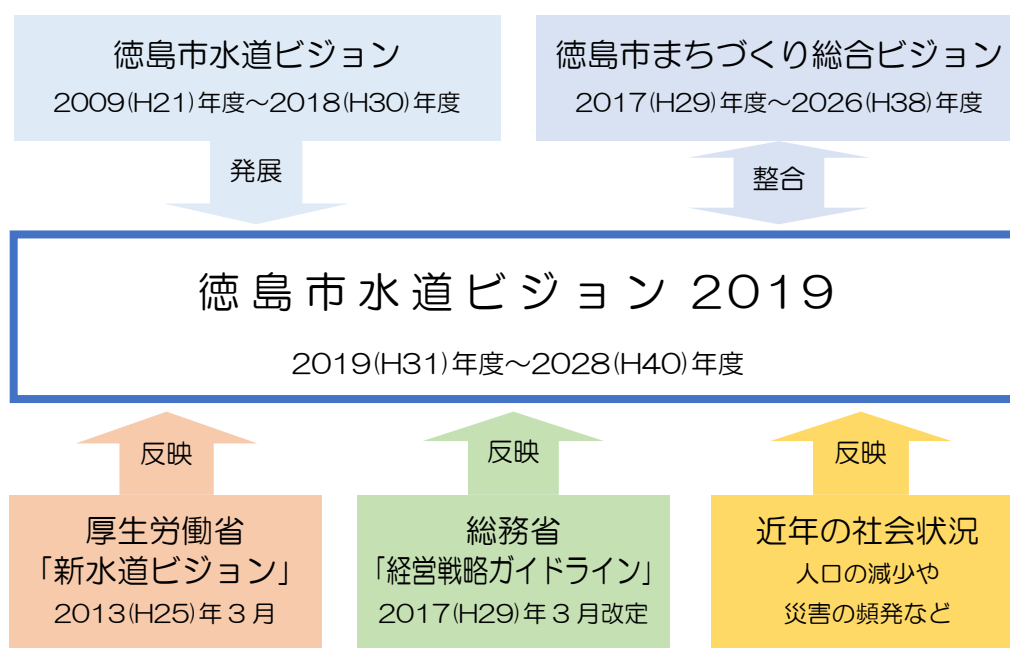 徳島市水道ビジョン
2009(H21)年度～2018(H30)年度
徳島市まちづくり総合ビジョン
2017(H29)年度～2026(H38)年度
発展
整合
徳島市水道ビジョン 2019
2019(H31)年度～2028(H40)年度
反映
反映
反映
厚生労働省
「新水道ビジョン」
2013(H25)年3月
総務省
「経営戦略ガイドライン」
2017(H29)年3月改定
近年の社会状況
人口の減少や
災害の頻発など